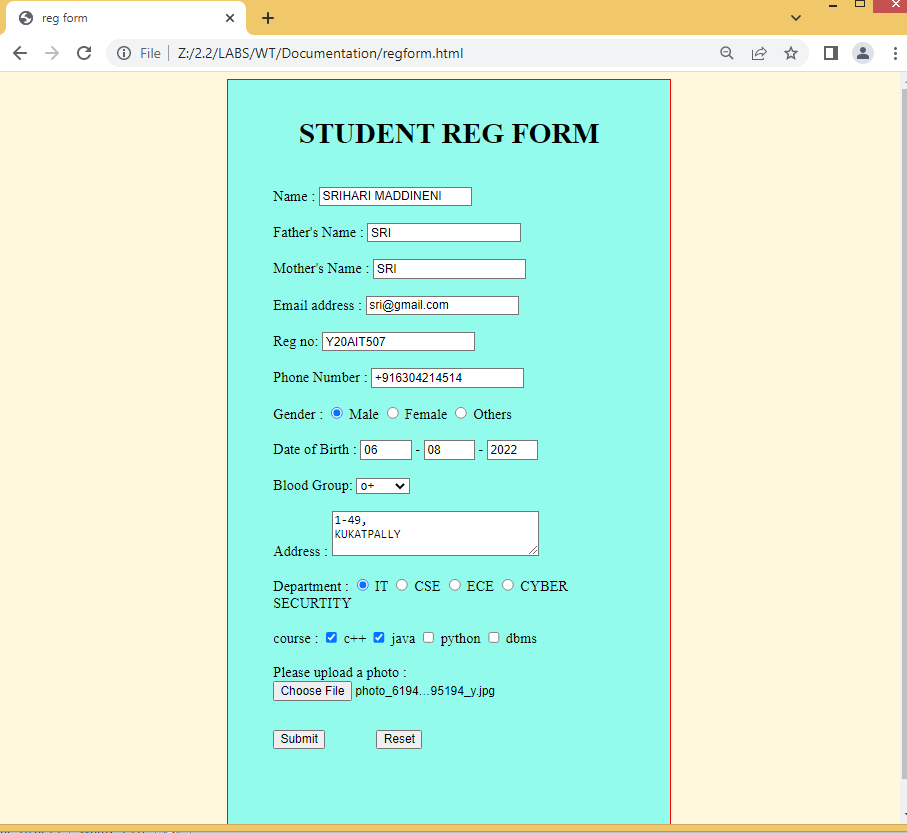 reg form
File Z:/2.2/LABS/WT/Documentation/regform.html
STUDENT REG FORM
Name : SRIHARI MADDINENI
Father's Name : SRI
Mother's Name : SRI
Email address : sri@gmail.com
Reg no: Y20AIT507
Phone Number : +916304214514
Gender : Male Female Others
Date of Birth : 06 - 08 - 2022
Blood Group: o+
1-49,
KUKATPALLY
Address :
Department : IT CSE ECE CYBER
SECURTITY
course : c++ java python dbms
Please upload a photo :
Choose File photo_6194...95194_y.jpg
Submit Reset